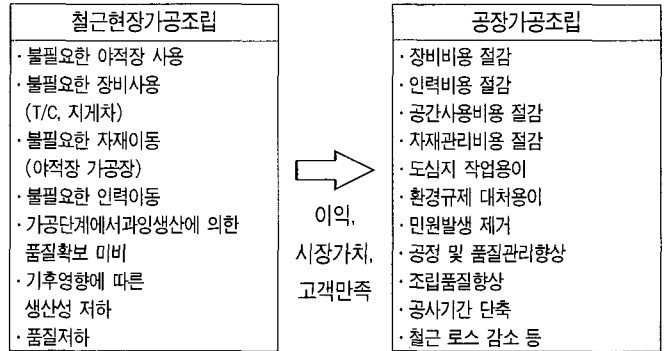 철근현장가공조립
· 불필요한 야적장 사용
· 불필요한 장비사용
(T/C, 지게차)
· 불필요한 자재이동
(야적장 가공장)
· 불필요한 인력이동
· 가공단계에서과잉생산에 의한
품질확보 미비
· 기후영향에 따른
생산성 저하
· 품질저하
이익,
시장가치,
고객만족
공장가공조립
· 장비비용 절감
· 인력비용 절감
· 공간사용비용 절감
· 자재관리비용 절감
· 도심지 작업용이
· 환경규제 대처용이
· 민원발생 제거
· 공정 및 품질관리향상
· 조립품질향상
· 공사기간 단축
· 철근 로스 감소 등